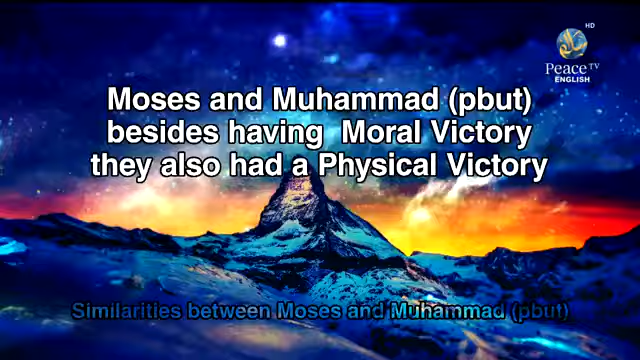 HD
Peace TV
ENGLISH
Moses and Muhammad (pbut)
besides having  Moral Victory
they also had a Physical Victory
Similarities between Moses and Muhammad (pbut)